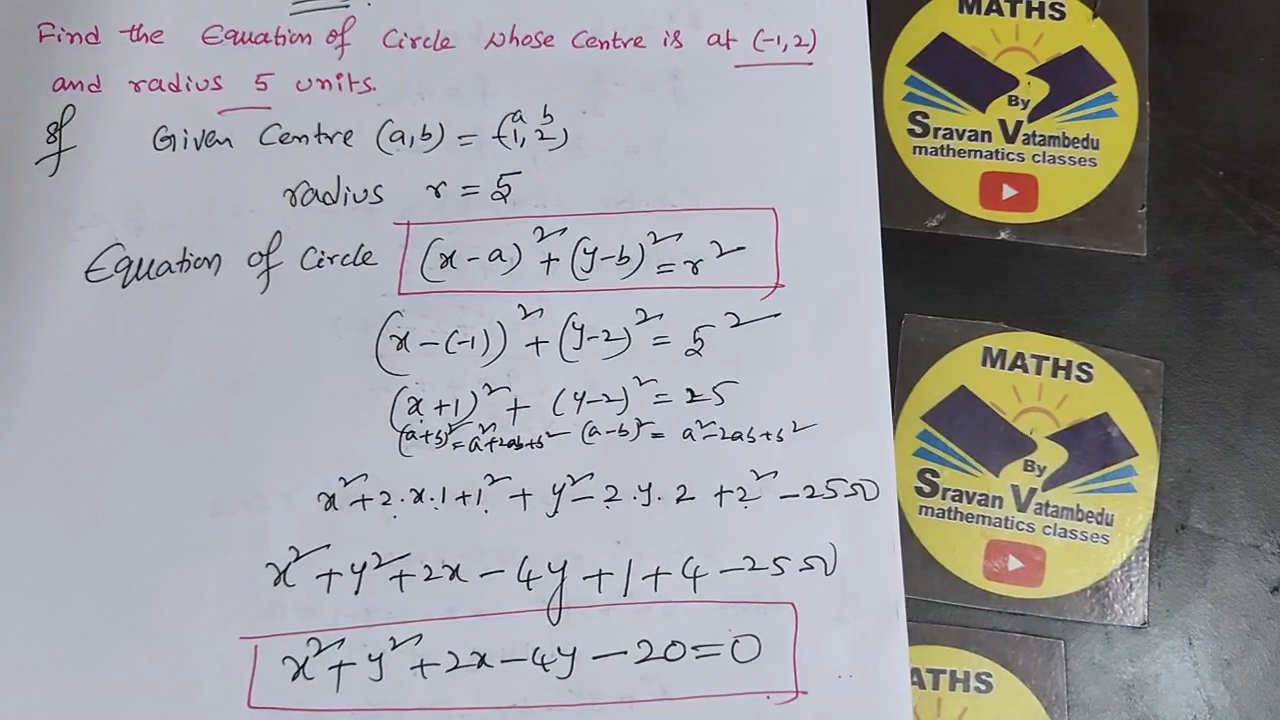 Find the Equation of Circle whose Centre is at (-1,2)
and radius 5 units.
Sol Given Centre (a,b) = (-1, 2)
a b
radius r = 5
Equation of Circle (x-a)² + (y-b)² = r²
(x-(-1))² + (y-2)² = 5²
(x+1)² + (y-2)² = 25
(a+b)² = a²+2ab+b² (a-b)² = a²-2ab+b²
x²+2.x.1+1² + y²-2.y.2+2²-25=0
x²+y²+2x-4y+1+4-25=0
x²+y²+2x-4y-20=0
MATHS
By
Sravan Vatambedu
mathematics classes
MATHS
By
Sravan Vatambedu
mathematics classes
ATHS